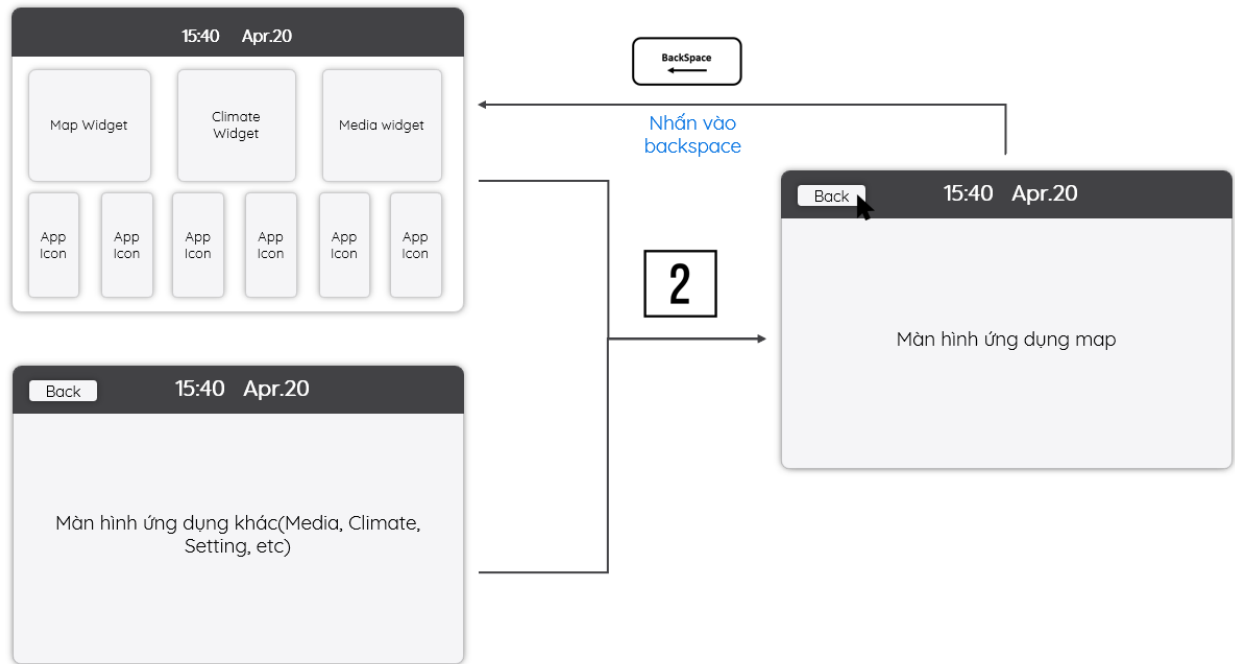 15:40 Apr.20
Map Widget
Climate
Widget
Media widget
App
Icon
App
Icon
App
Icon
App
Icon
App
Icon
App
Icon
BackSpace
Nhấn vào
backspace
2
Back 15:40 Apr.20
Màn hình ứng dụng map
Back 15:40 Apr.20
Màn hình ứng dụng khác(Media, Climate,
Setting, etc)